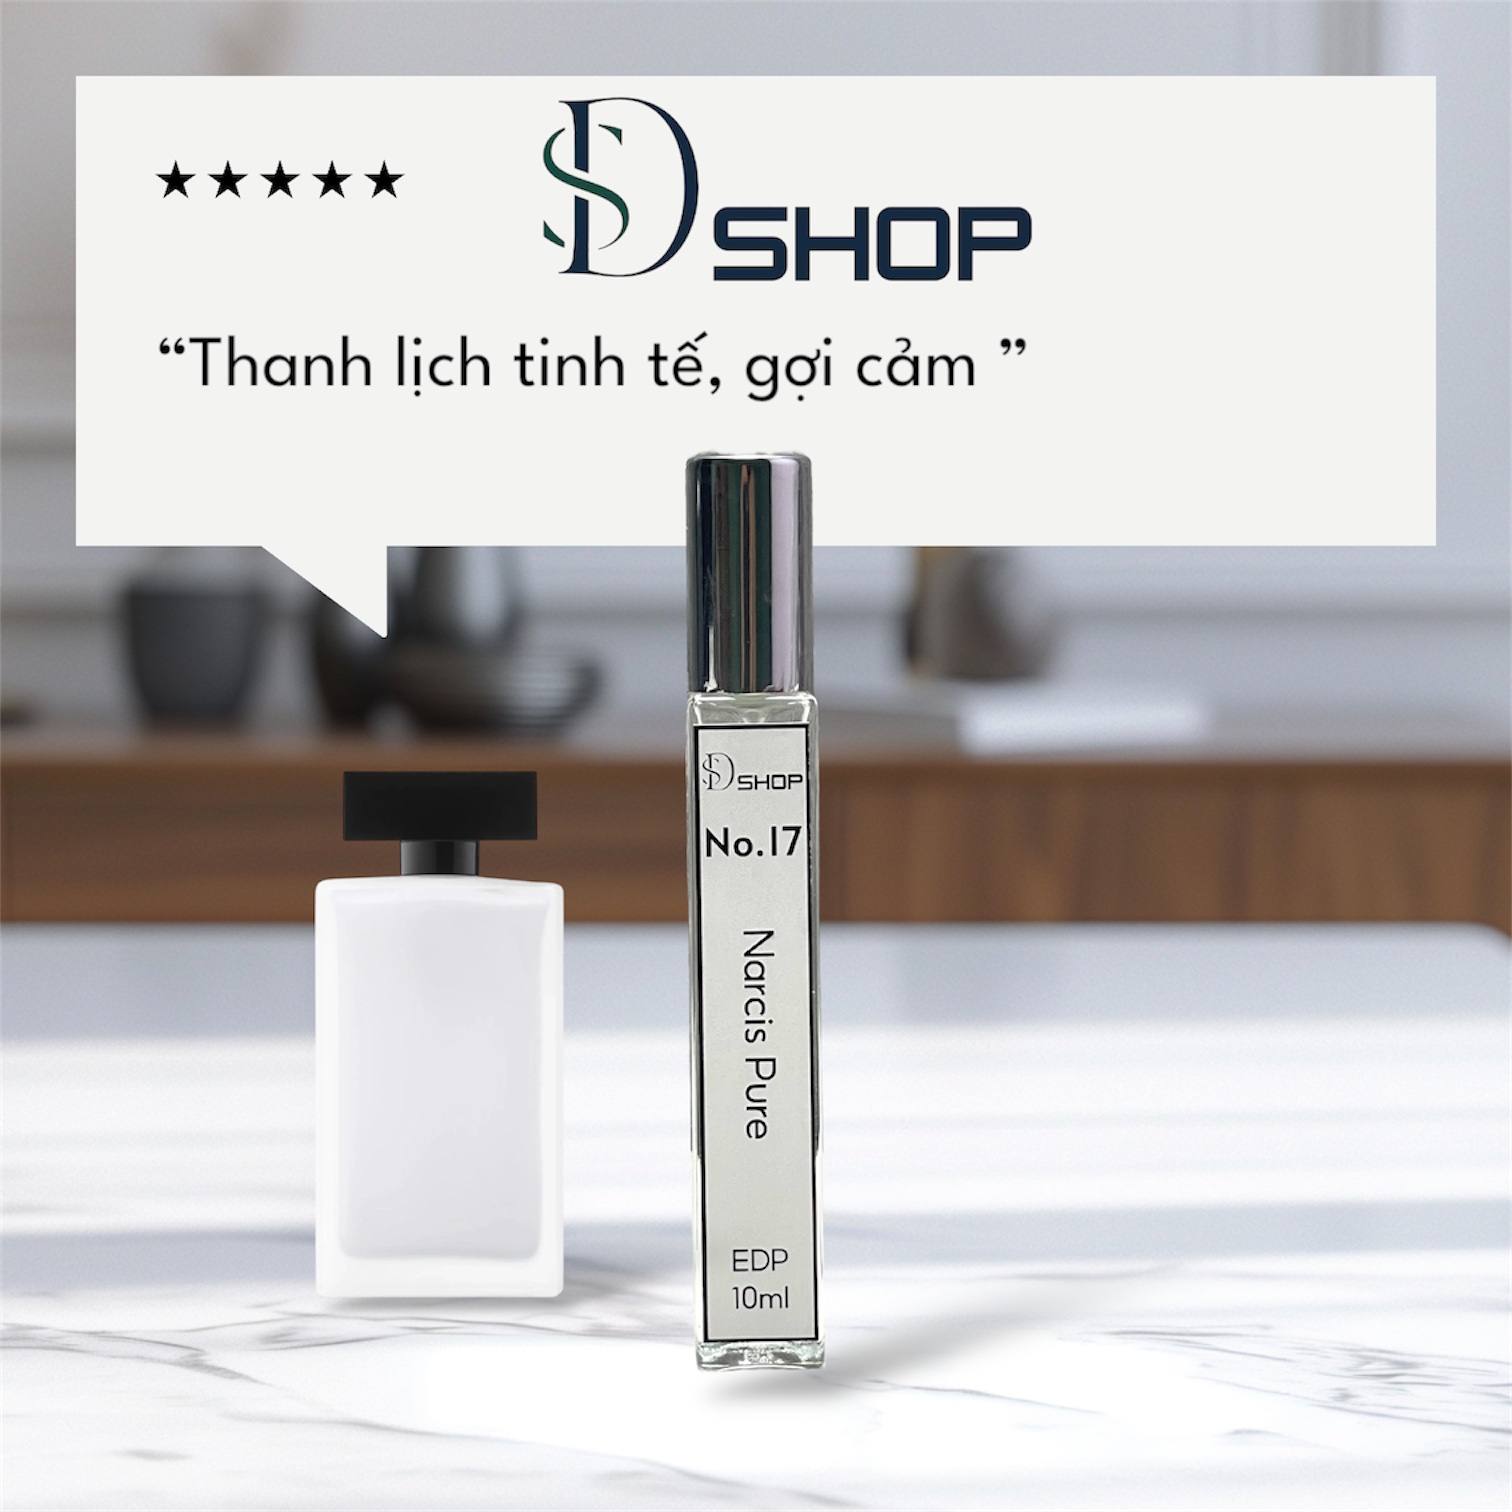 ★★★★★
SD SHOP
“Thanh lịch tinh tế, gợi cảm ”
SD SHOP
No.17
Narcis Pure
EDP
10ml